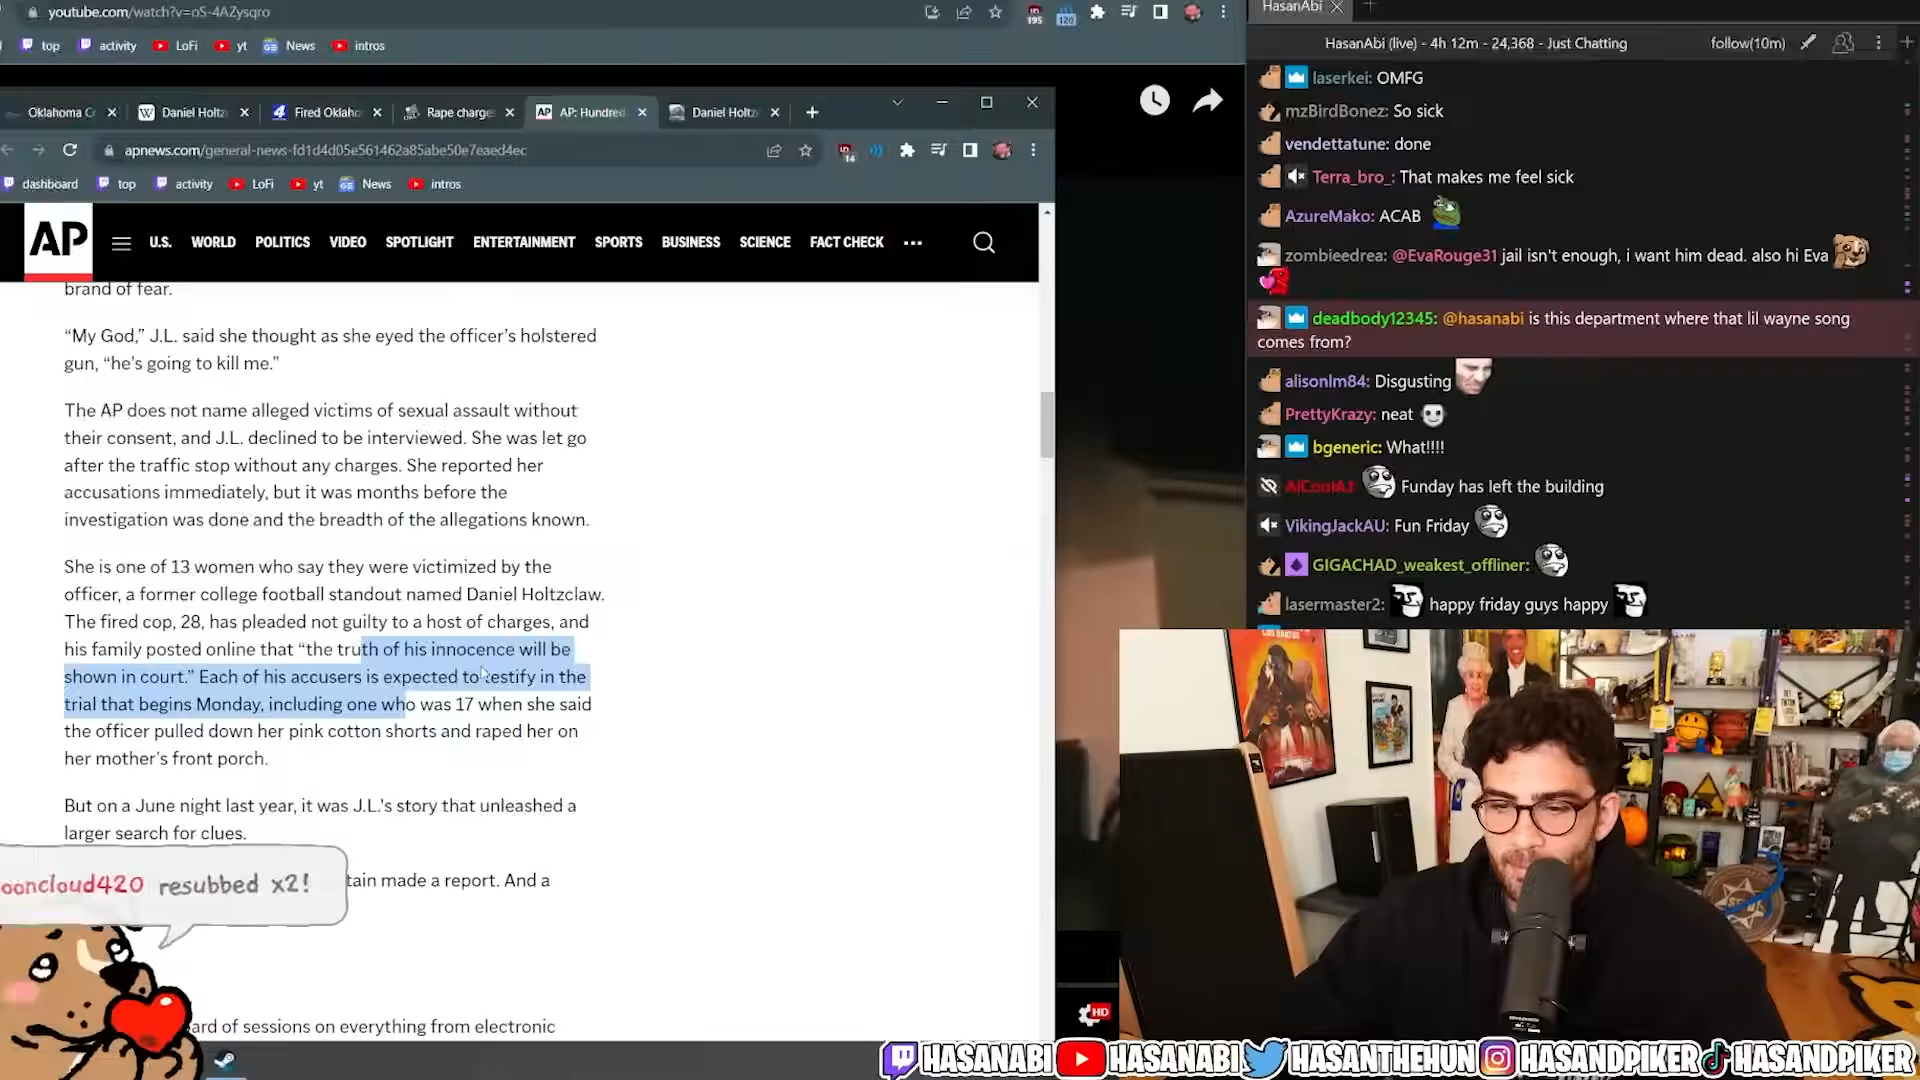 youtube.com/watch?v=oS-4AZysqro
195
120
top
activity
LoFi
yt
News
intros
Oklahoma C
Daniel Holtz
Fired Oklaho
Rape charge
AP: Hundred
Daniel Holtz
apnews.com/general-news-fd1d4d05e561462a85abe50e7eaed4ec
14
dashboard
top
activity
LoFi
yt
News
intros
AP
U.S.
WORLD
POLITICS
VIDEO
SPOTLIGHT
ENTERTAINMENT
SPORTS
BUSINESS
SCIENCE
FACT CHECK
brand of fear.
“My God,” J.L. said she thought as she eyed the officer’s holstered
gun, “he’s going to kill me.”
The AP does not name alleged victims of sexual assault without
their consent, and J.L. declined to be interviewed. She was let go
after the traffic stop without any charges. She reported her
accusations immediately, but it was months before the
investigation was done and the breadth of the allegations known.
She is one of 13 women who say they were victimized by the
officer, a former college football standout named Daniel Holtzclaw.
The fired cop, 28, has pleaded not guilty to a host of charges, and
his family posted online that “the truth of his innocence will be
shown in court.” Each of his accusers is expected to testify in the
trial that begins Monday, including one who was 17 when she said
the officer pulled down her pink cotton shorts and raped her on
her mother’s front porch.
But on a June night last year, it was J.L.'s story that unleashed a
larger search for clues.
tain made a report. And a
ard of sessions on everything from electronic
ooncloud420 resubbed x2!
HD
HasanAbi
HasanAbi (live) - 4h 12m - 24,368 - Just Chatting
follow(10m)
laserkei: OMFG
mzBirdBonez: So sick
vendettatune: done
Terra_bro_: That makes me feel sick
AzureMako: ACAB
zombieedrea: @EvaRouge31 jail isn't enough, i want him dead. also hi Eva
deadbody12345: @hasanabi is this department where that lil wayne song
comes from?
alisonlm84: Disgusting
PrettyKrazy: neat
bgeneric: What!!!!
Funday has left the building
VikingJackAU: Fun Friday
GIGACHAD_weakest_offliner:
lasermaster2: happy friday guys happy
LOS SANTOS
HASANABI
HASANABI
HASANTHEHUN
HASANDPIKER
HASANDPIKER